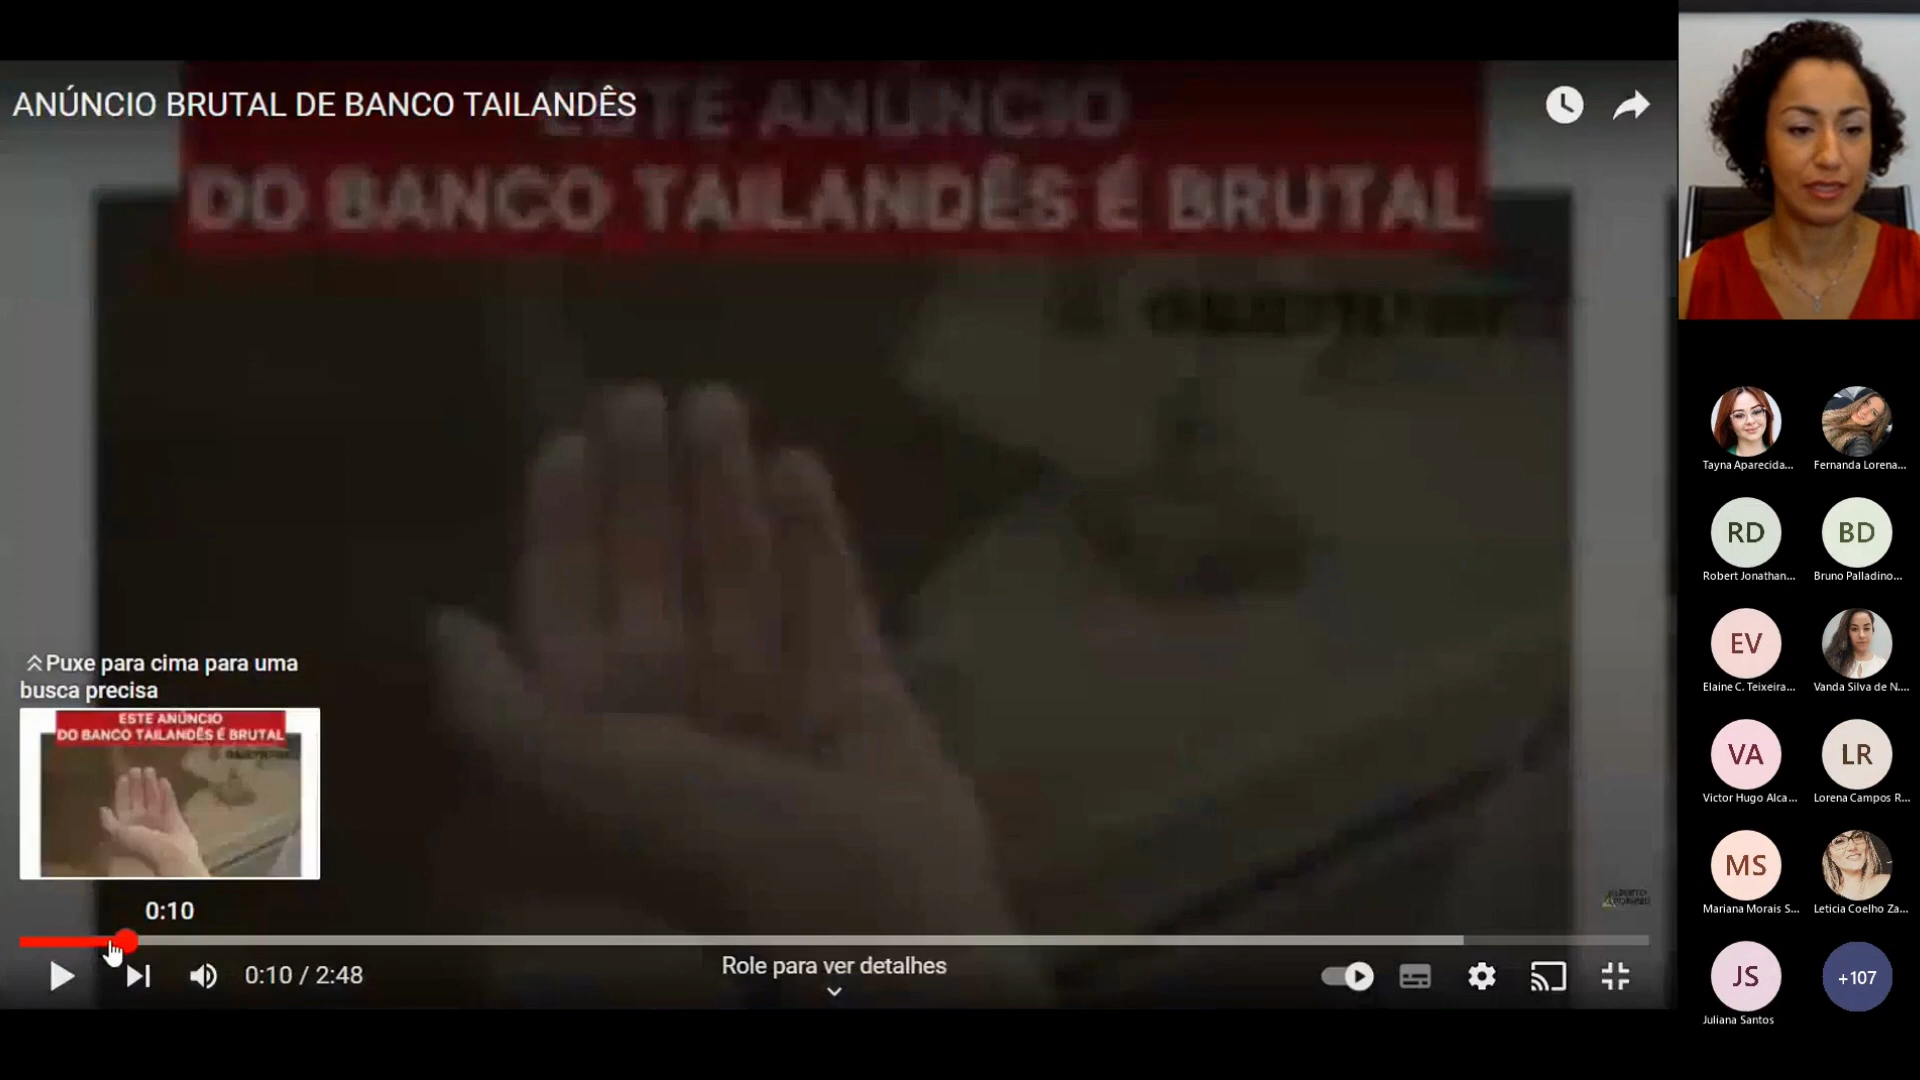 ANÚNCIO BRUTAL DE BANCO TAILANDÊS
ESTE ANÚNCIO
DO BANCO TAILANDÊS É BRUTAL
Puxe para cima para uma
busca precisa
ESTE ANÚNCIO
DO BANCO TAILANDÊS É BRUTAL
0:10
0:10 / 2:48
Role para ver detalhes
Tayna Aparecida...
Fernanda Lorena...
RD
BD
Robert Jonathan...
Bruno Palladino...
EV
Elaine C. Teixeira...
Vanda Silva de N....
VA
LR
Victor Hugo Alca...
Lorena Campos R...
MS
Mariana Morais S...
Leticia Coelho Za...
JS
+107
Juliana Santos